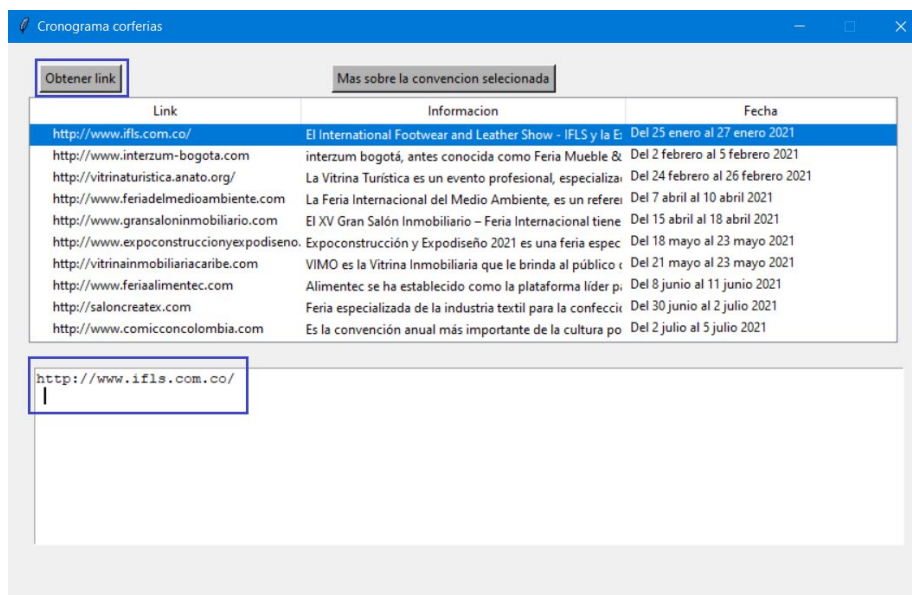 Cronograma corferias
Obtener link Mas sobre la convencion selecionada
Link Informacion Fecha
http://www.ifls.com.co/ El International Footwear and Leather Show - IFLS y la E Del 25 enero al 27 enero 2021
http://www.interzum-bogota.com interzum bogotá, antes conocida como Feria Mueble & Del 2 febrero al 5 febrero 2021
http://vitrinaturistica.anato.org/ La Vitrina Turística es un evento profesional, especializa Del 24 febrero al 26 febrero 2021
http://www.feriadelmedioambiente.com La Feria Internacional del Medio Ambiente, es un refere Del 7 abril al 10 abril 2021
http://www.gransaloninmobiliario.com El XV Gran Salón Inmobiliario – Feria Internacional tiene Del 15 abril al 18 abril 2021
http://www.expoconstruccionyexpodiseno. Expoconstrucción y Expodiseño 2021 es una feria espec Del 18 mayo al 23 mayo 2021
http://vitrinainmobiliariacaribe.com VIMO es la Vitrina Inmobiliaria que le brinda al público Del 21 mayo al 23 mayo 2021
http://www.feriaalimentec.com Alimentec se ha establecido como la plataforma líder p Del 8 junio al 11 junio 2021
http://saloncreatex.com Feria especializada de la industria textil para la confecci Del 30 junio al 2 julio 2021
http://www.comicconcolombia.com Es la convención anual más importante de la cultura po Del 2 julio al 5 julio 2021
http://www.ifls.com.co/